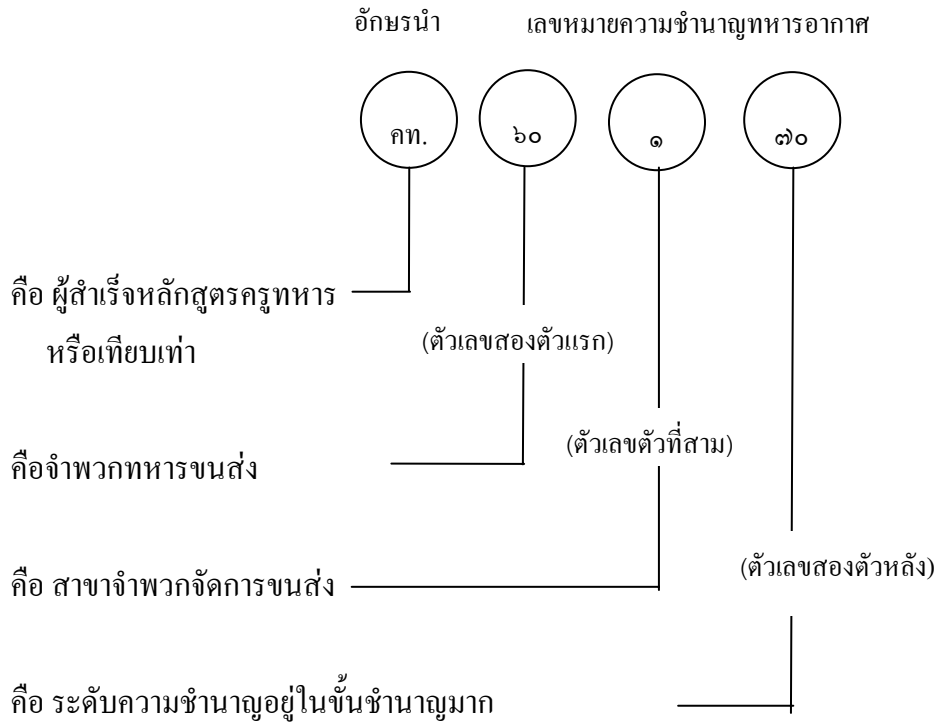 อักษรนำ เลขหมายความชำนาญทหารอากาศ
คท. ๖๐ ๑ ๗๐
คือ ผู้สำเร็จหลักสูตรครูทหาร
หรือเทียบเท่า
(ตัวเลขสองตัวแรก)
(ตัวเลขตัวที่สาม)
คือจำพวกทหารขนส่ง
(ตัวเลขสองตัวหลัง)
คือ สาขาจำพวกจัดการขนส่ง
คือ ระดับความชำนาญอยู่ในขั้นชำนาญมาก